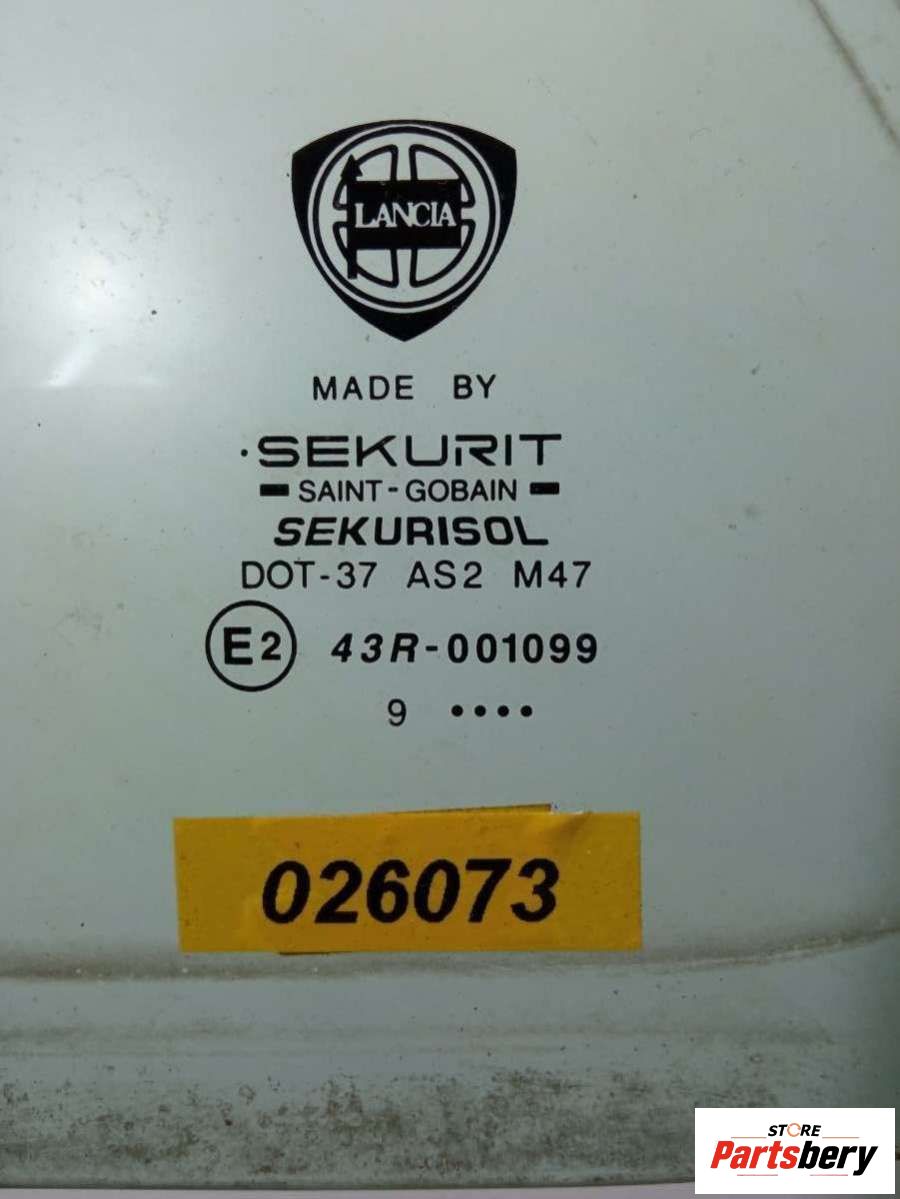 LANCIA
MADE BY
·SEKURIT
SAINT-GOBAIN
SEKURISOL
DOT-37 AS2 M47
E2 43R-001099
9 ••••
026073
STORE
Partsbery